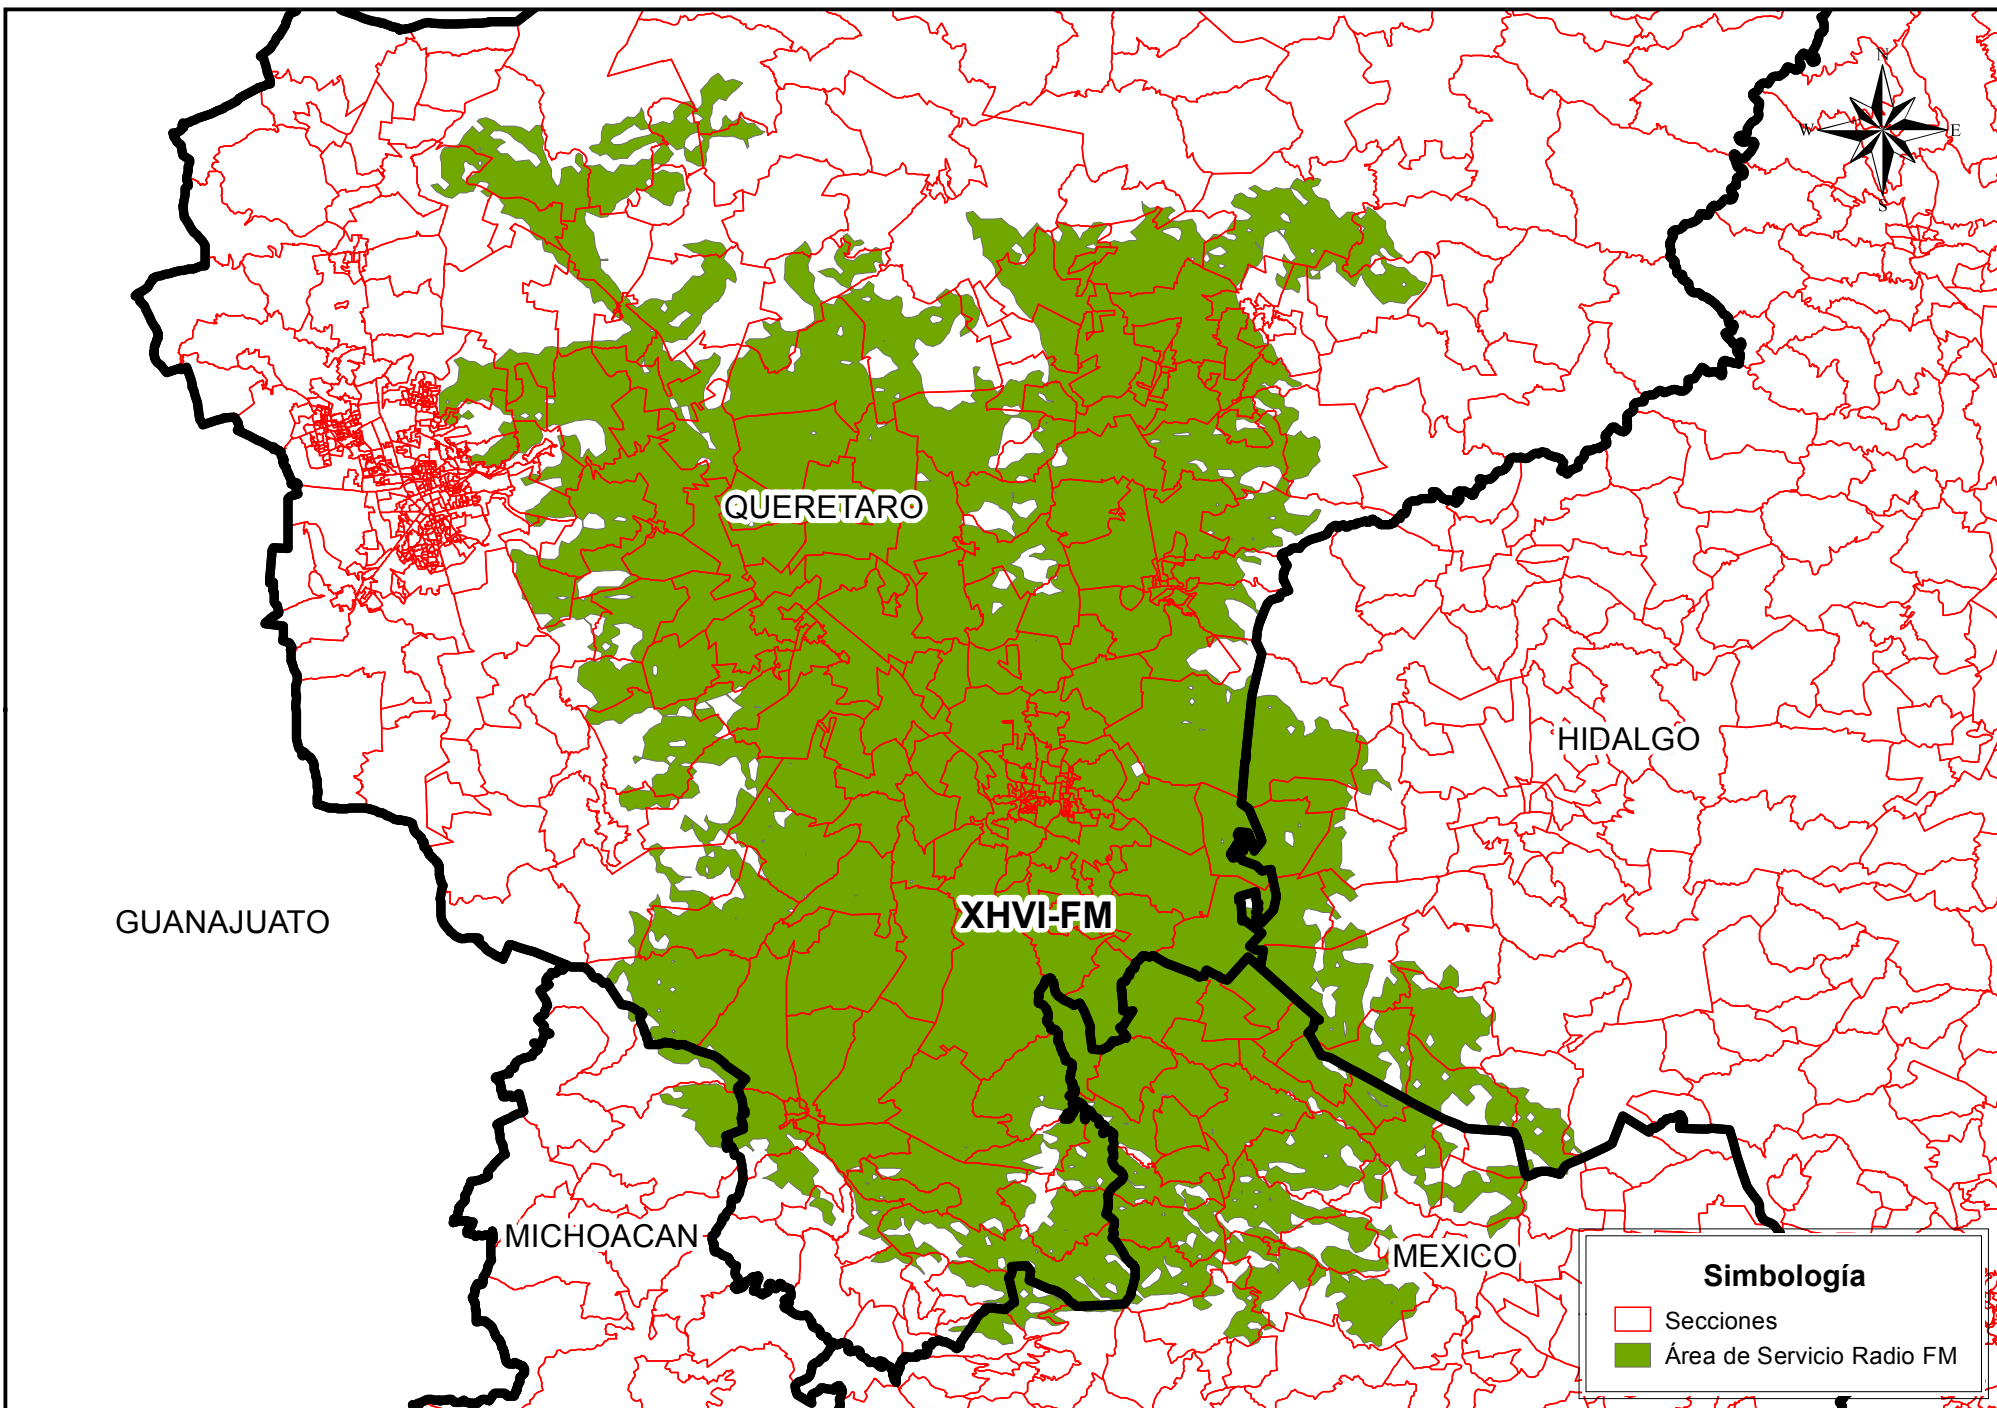 N
W E
S
QUERETARO
HIDALGO
GUANAJUATO
XHVI-FM
MICHOACAN
MEXICO
Simbología
Secciones
Área de Servicio Radio FM